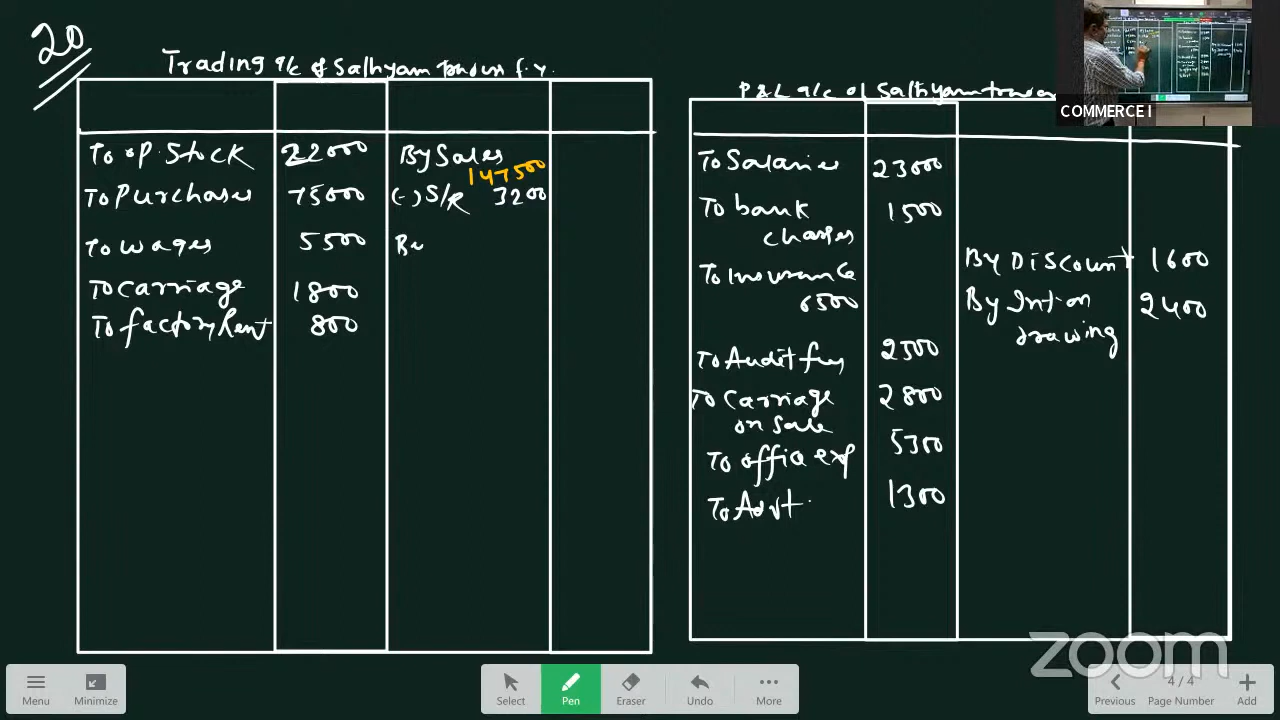 20
Trading a/c of Sathyam f.y.
To op. Stock 22000 By Sales
147500
To Purchases 75000 (-) S/R 3200
To wages 5500
To carriage 1800
To factory Rent 800
P&L a/c of Sathyam
To Salaries 23000
To bank 1500
charges
By Discount 1600
To Insurance
6500
By Int on 2400
drawing
To Audit fees 2500
To Carriage 2800
on Sale
To office exp 5300
To Advt. 1300
COMMERCE I
zoom
Menu Minimize Select Pen Eraser Undo More Previous 4/4 Page Number Add